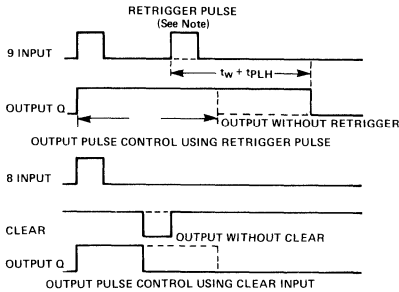 RETRIGGER PULSE
(See Note)
9 INPUT
tw + tPLH
OUTPUT Q
OUTPUT WITHOUT RETRIGGER
OUTPUT PULSE CONTROL USING RETRIGGER PULSE
8 INPUT
CLEAR
OUTPUT WITHOUT CLEAR
OUTPUT Q
OUTPUT PULSE CONTROL USING CLEAR INPUT